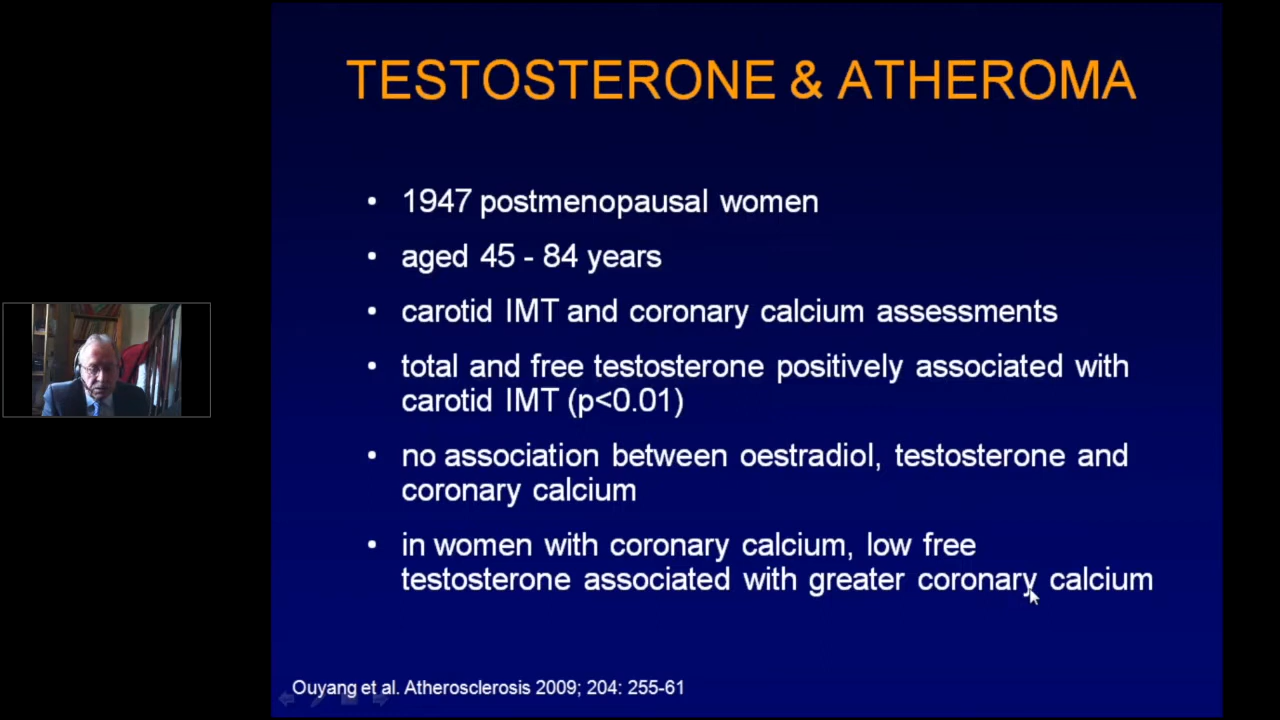 TESTOSTERONE & ATHEROMA
• 1947 postmenopausal women
• aged 45 - 84 years
• carotid IMT and coronary calcium assessments
• total and free testosterone positively associated with
carotid IMT (p<0.01)
• no association between oestradiol, testosterone and
coronary calcium
• in women with coronary calcium, low free
testosterone associated with greater coronary calcium
Ouyang et al. Atherosclerosis 2009; 204: 255-61